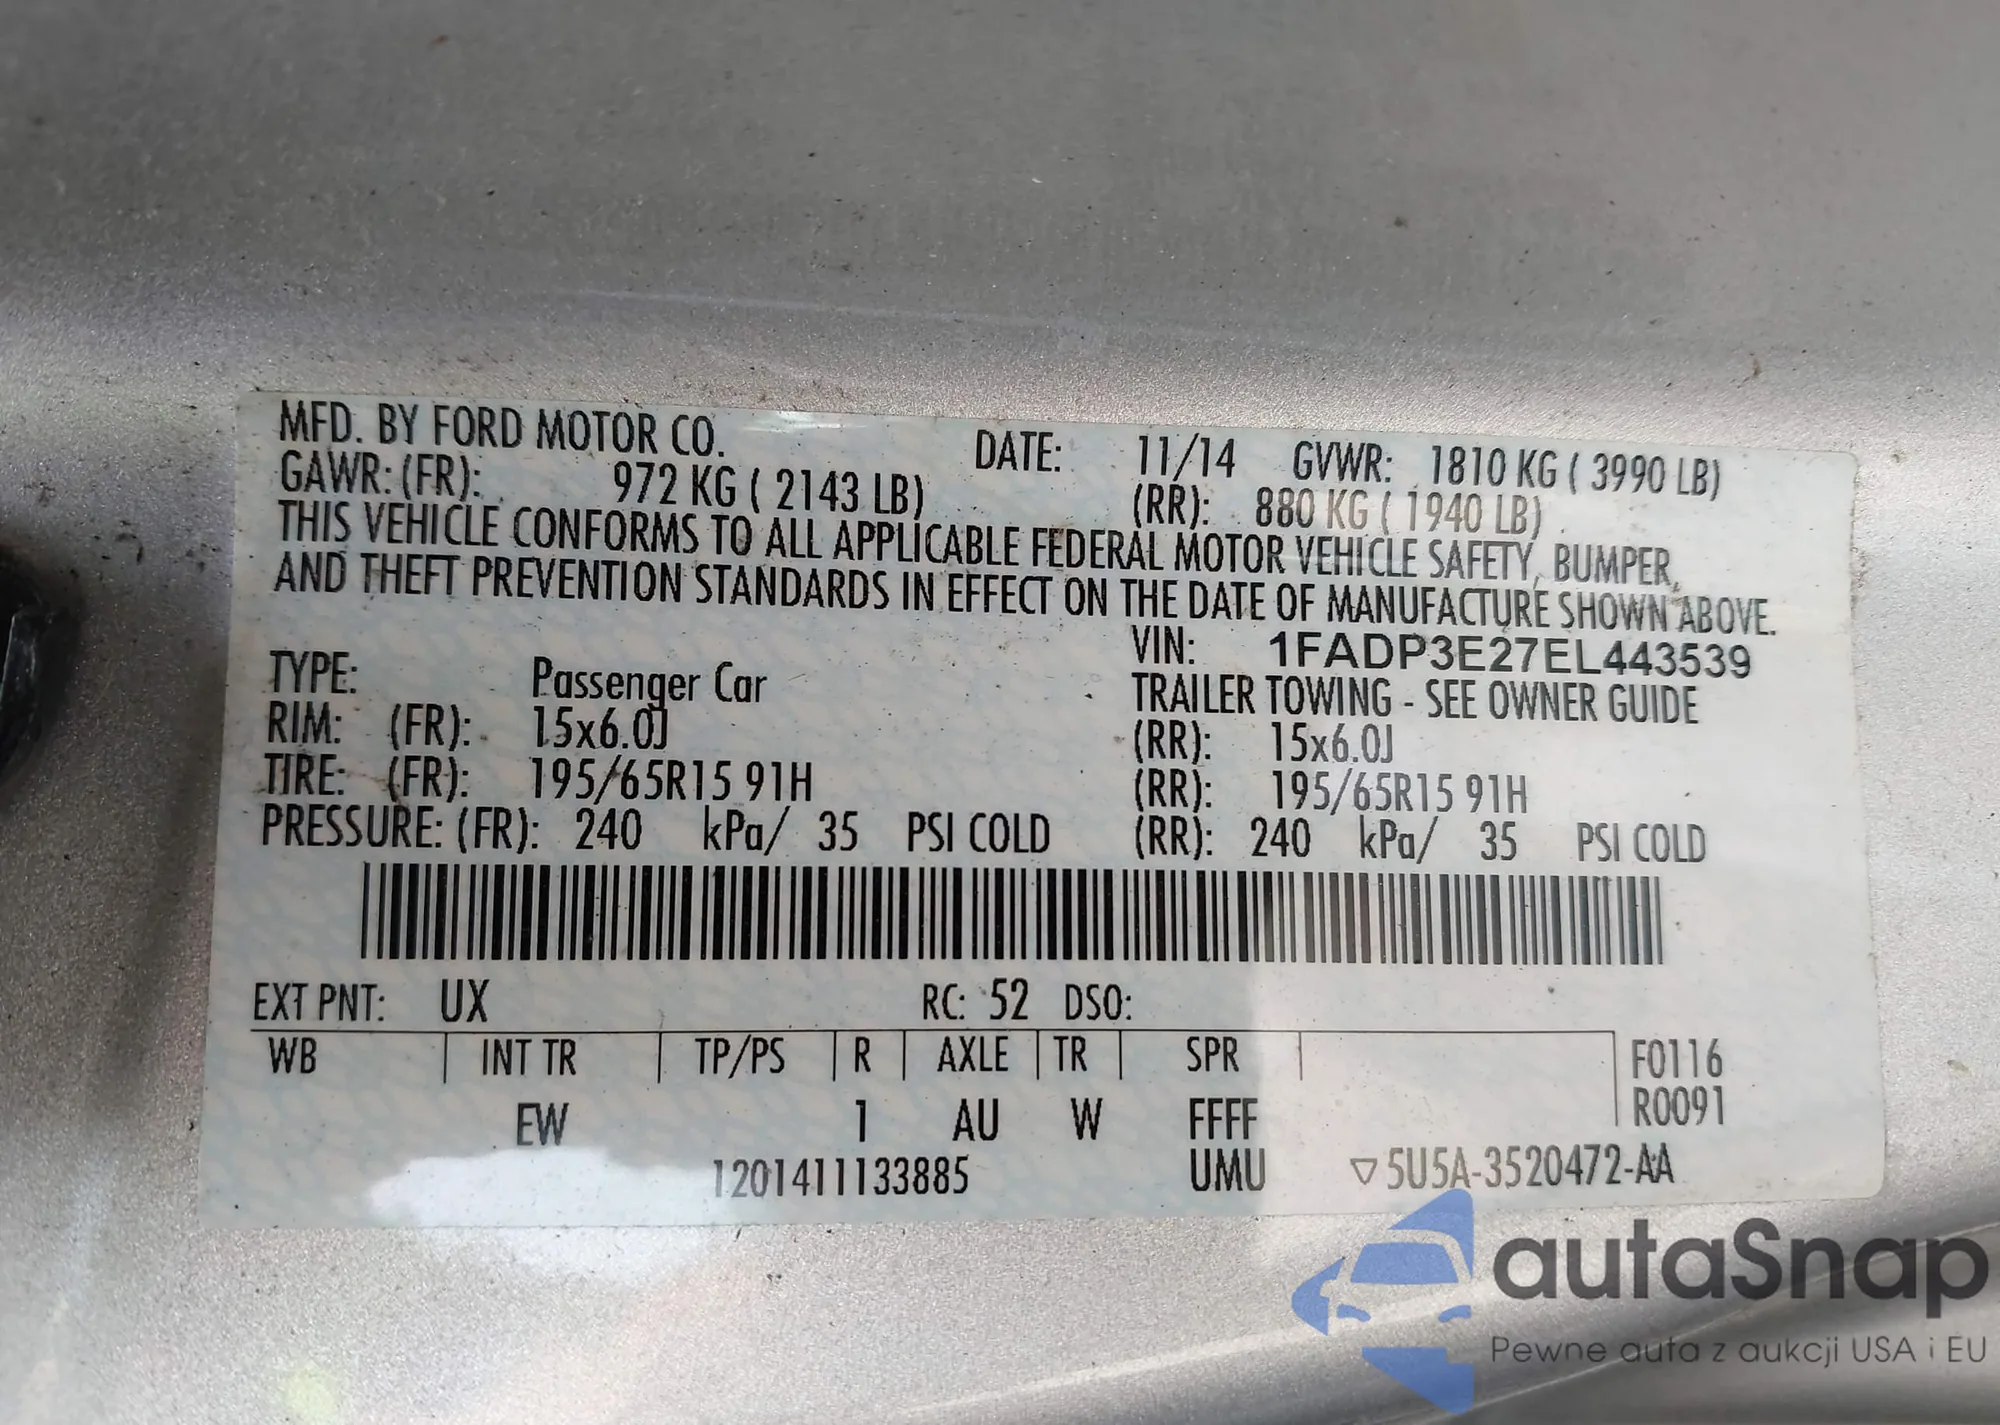 MFD. BY FORD MOTOR CO. DATE: 11/14 GVWR: 1810 KG ( 3990 LB)
GAWR: (FR): 972 KG ( 2143 LB) (RR): 880 KG ( 1940 LB)
THIS VEHICLE CONFORMS TO ALL APPLICABLE FEDERAL MOTOR VEHICLE SAFETY, BUMPER,
AND THEFT PREVENTION STANDARDS IN EFFECT ON THE DATE OF MANUFACTURE SHOWN ABOVE.
VIN: 1FADP3E27EL443539
TYPE: Passenger Car TRAILER TOWING - SEE OWNER GUIDE
RIM: (FR): 15x6.0J (RR): 15x6.0J
TIRE: (FR): 195/65R15 91H (RR): 195/65R15 91H
PRESSURE: (FR): 240 kPa/ 35 PSI COLD (RR): 240 kPa/ 35 PSI COLD
EXT PNT: UX RC: 52 DSO:
WB INT TR TP/PS R AXLE TR SPR F0116
R0091
EW 1 AU W FFFF
1201411133885 UMU ▽5U5A-3520472-AA
autaSnap
Pewne auta z aukcji USA i EU